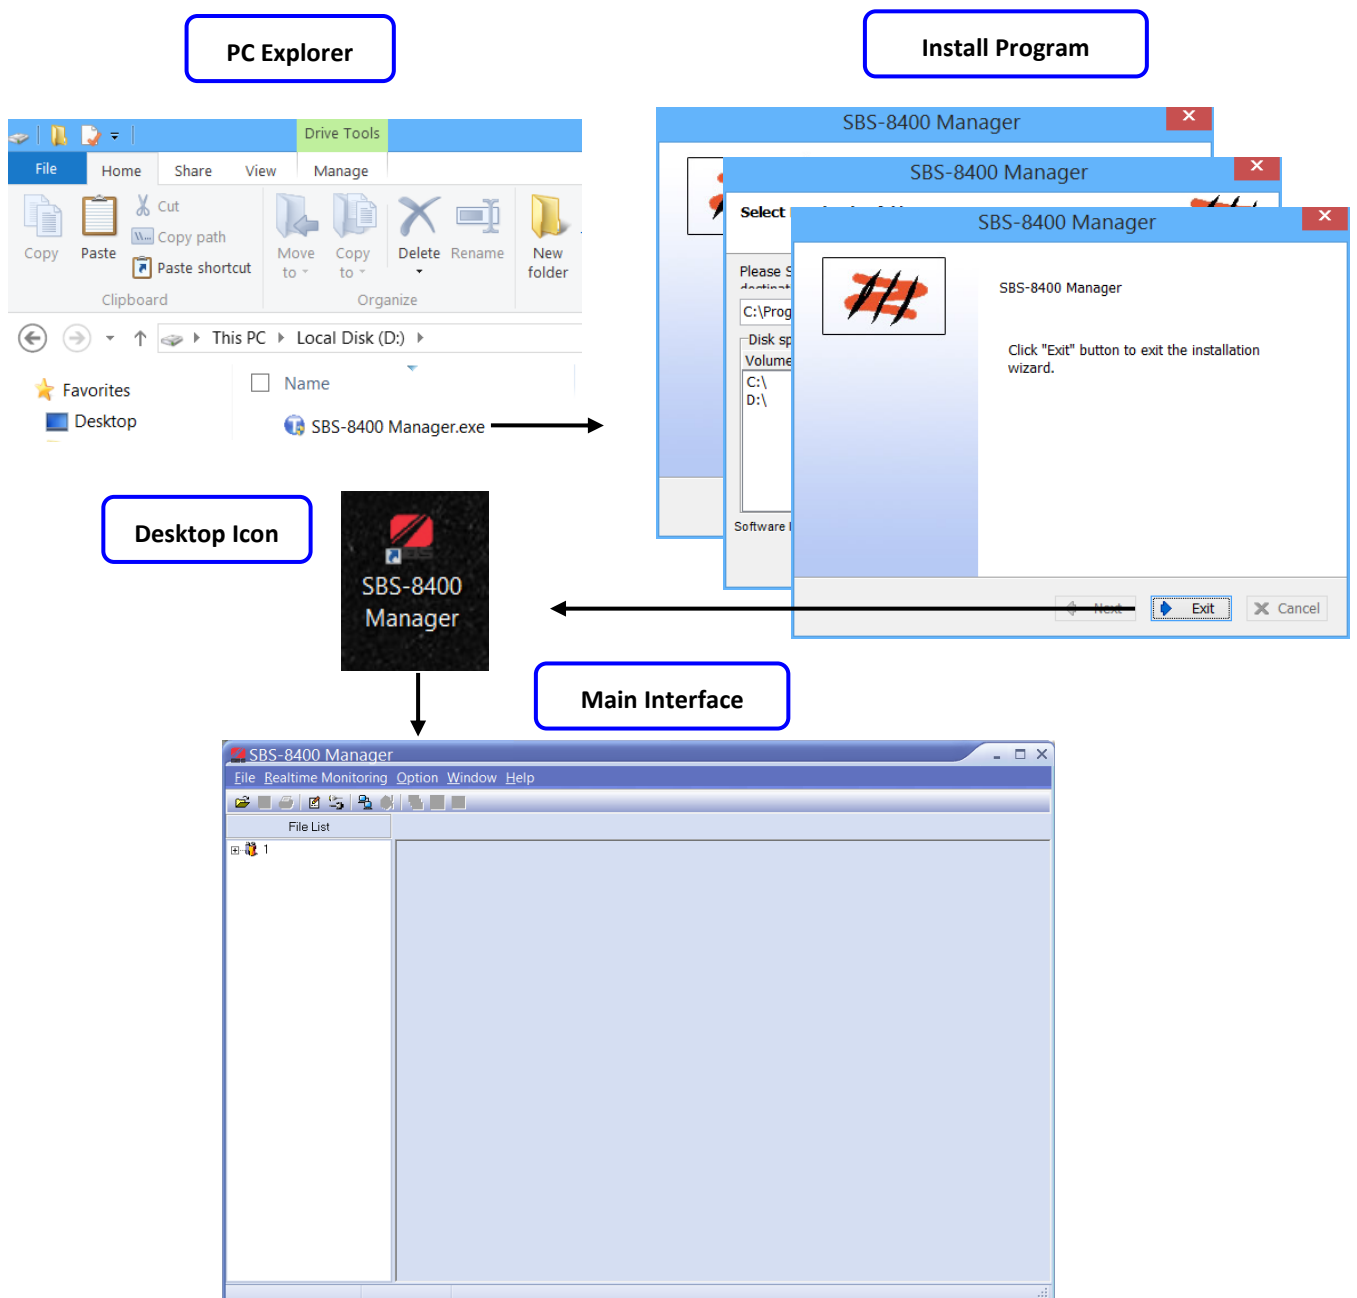 PC Explorer
Install Program
Drive Tools
File Home Share View Manage
Copy
Paste
Cut
Copy path
Paste shortcut
Move to
Copy to
Delete
Rename
New folder
Clipboard
Organize
This PC Local Disk (D:)
Favorites
Desktop
Name
SBS-8400 Manager.exe
SBS-8400 Manager
SBS-8400 Manager
Select
Please S
C:\Prog
Disk sp
Volume
C:\
D:\
Software
SBS-8400 Manager
SBS-8400 Manager
Click "Exit" button to exit the installation
wizard.
Next Exit Cancel
Desktop Icon
SBS-8400
Manager
Main Interface
SBS-8400 Manager
File Realtime Monitoring Option Window Help
File List
1